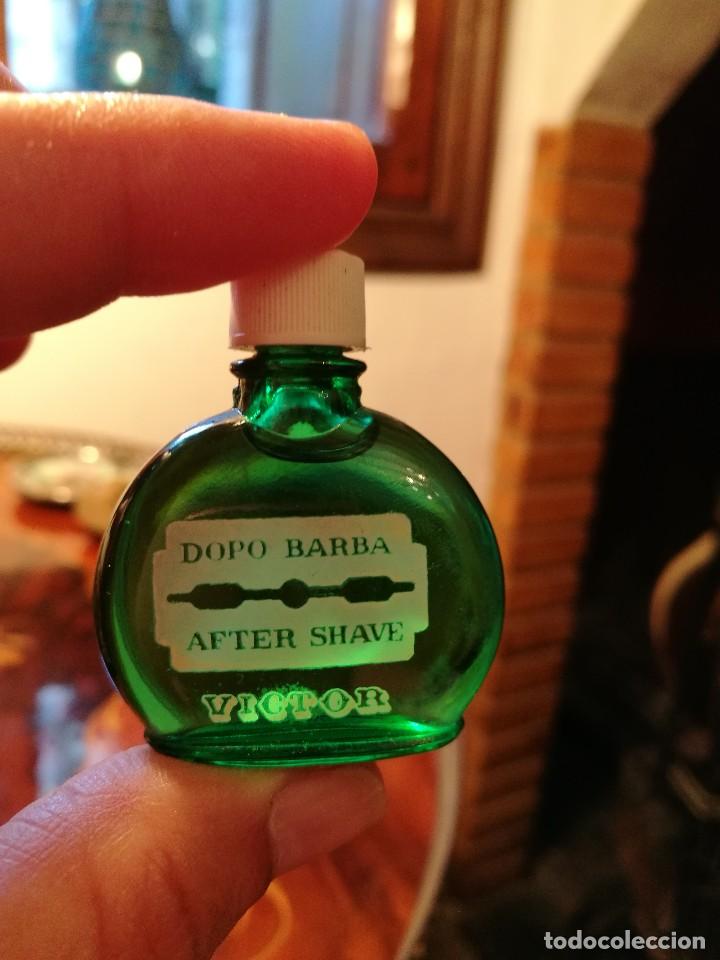 DOPO BARBA
AFTER SHAVE
VICTOR
todocoleccion